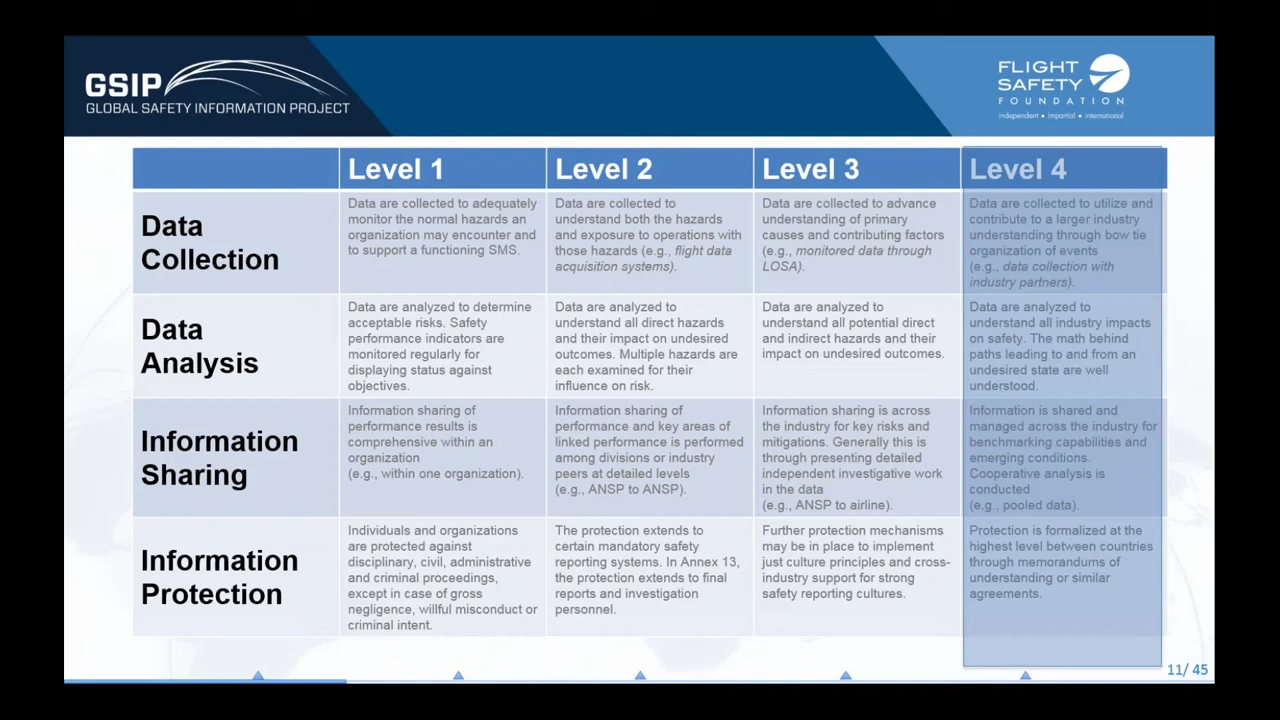 GSIP
GLOBAL SAFETY INFORMATION PROJECT
FLIGHT
SAFETY
FOUNDATION
independent • impartial • international
Level 1
Level 2
Level 3
Level 4
Data
Collection
Data are collected to adequately
monitor the normal hazards an
organization may encounter and
to support a functioning SMS.
Data are collected to
understand both the hazards
and exposure to operations with
those hazards (e.g., flight data
acquisition systems).
Data are collected to advance
understanding of primary
causes and contributing factors
(e.g., monitored data through
LOSA).
Data are collected to utilize and
contribute to a larger industry
understanding through bow tie
organization of events
(e.g., data collection with
industry partners).
Data
Analysis
Data are analyzed to determine
acceptable risks. Safety
performance indicators are
monitored regularly for
displaying status against
objectives.
Data are analyzed to
understand all direct hazards
and their impact on undesired
outcomes. Multiple hazards are
each examined for their
influence on risk.
Data are analyzed to
understand all potential direct
and indirect hazards and their
impact on undesired outcomes.
Data are analyzed to
understand all industry impacts
on safety. The math behind
paths leading to and from an
undesired state are well
understood.
Information
Sharing
Information sharing of
performance results is
comprehensive within an
organization
(e.g., within one organization).
Information sharing of
performance and key areas of
linked performance is performed
among divisions or industry
peers at detailed levels
(e.g., ANSP to ANSP).
Information sharing is across
the industry for key risks and
mitigations. Generally this is
through presenting detailed
independent investigative work
in the data
(e.g., ANSP to airline).
Information is shared and
managed across the industry for
benchmarking capabilities and
emerging conditions.
Cooperative analysis is
conducted
(e.g., pooled data).
Information
Protection
Individuals and organizations
are protected against
disciplinary, civil, administrative
and criminal proceedings,
except in case of gross
negligence, willful misconduct or
criminal intent.
The protection extends to
certain mandatory safety
reporting systems. In Annex 13,
the protection extends to final
reports and investigation
personnel.
Further protection mechanisms
may be in place to implement
just culture principles and cross-
industry support for strong
safety reporting cultures.
Protection is formalized at the
highest level between countries
through memorandums of
understanding or similar
agreements.
11/ 45